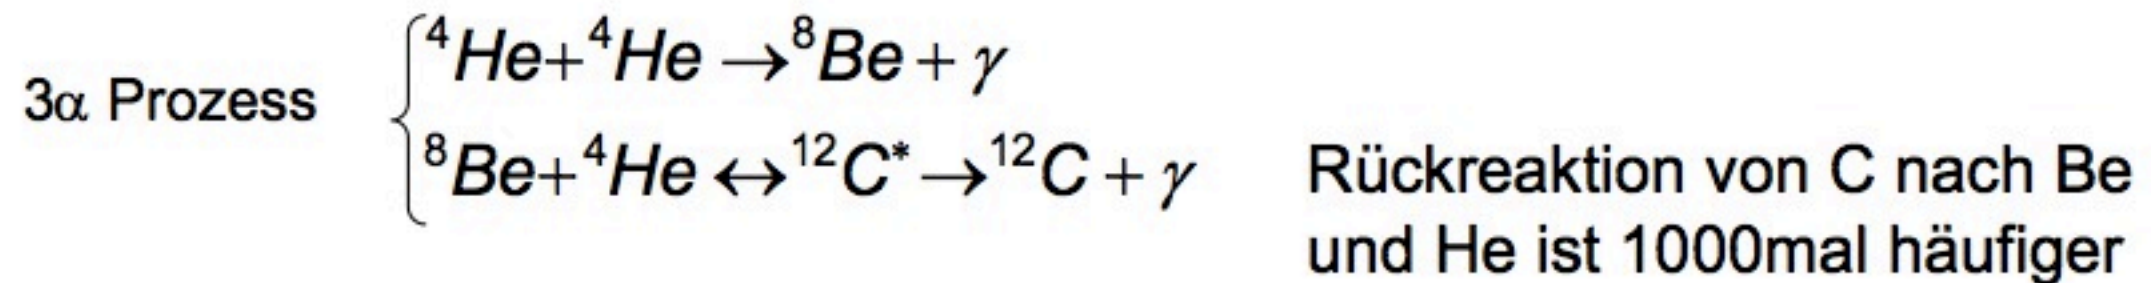 ⁴He+⁴He→⁸Be+γ
3α Prozess
⁸Be+⁴He↔¹²C*→¹²C+γ
Rückreaktion von C nach Be
und He ist 1000mal häufiger